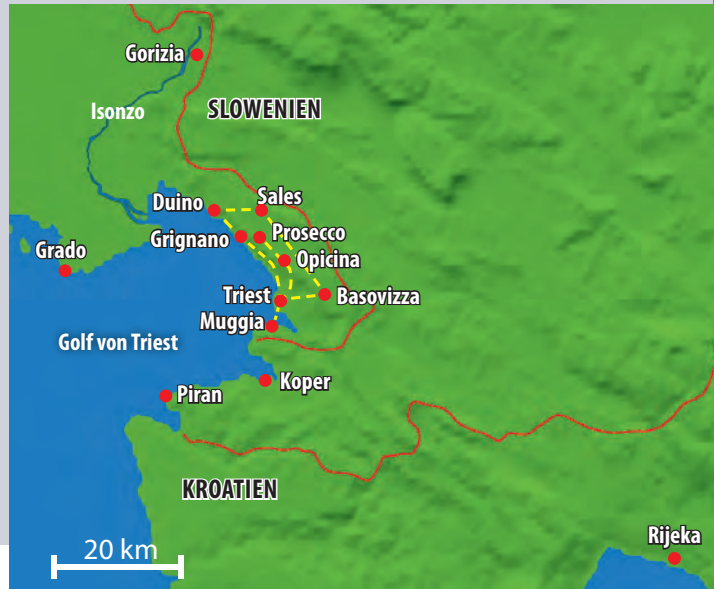 Gorizia
Isonzo
SLOWENIEN
Duino
Sales
Grignano
Prosecco
Grado
Opicina
Triest
Basovizza
Muggia
Golf von Triest
Koper
Piran
KROATIEN
Rijeka
20 km